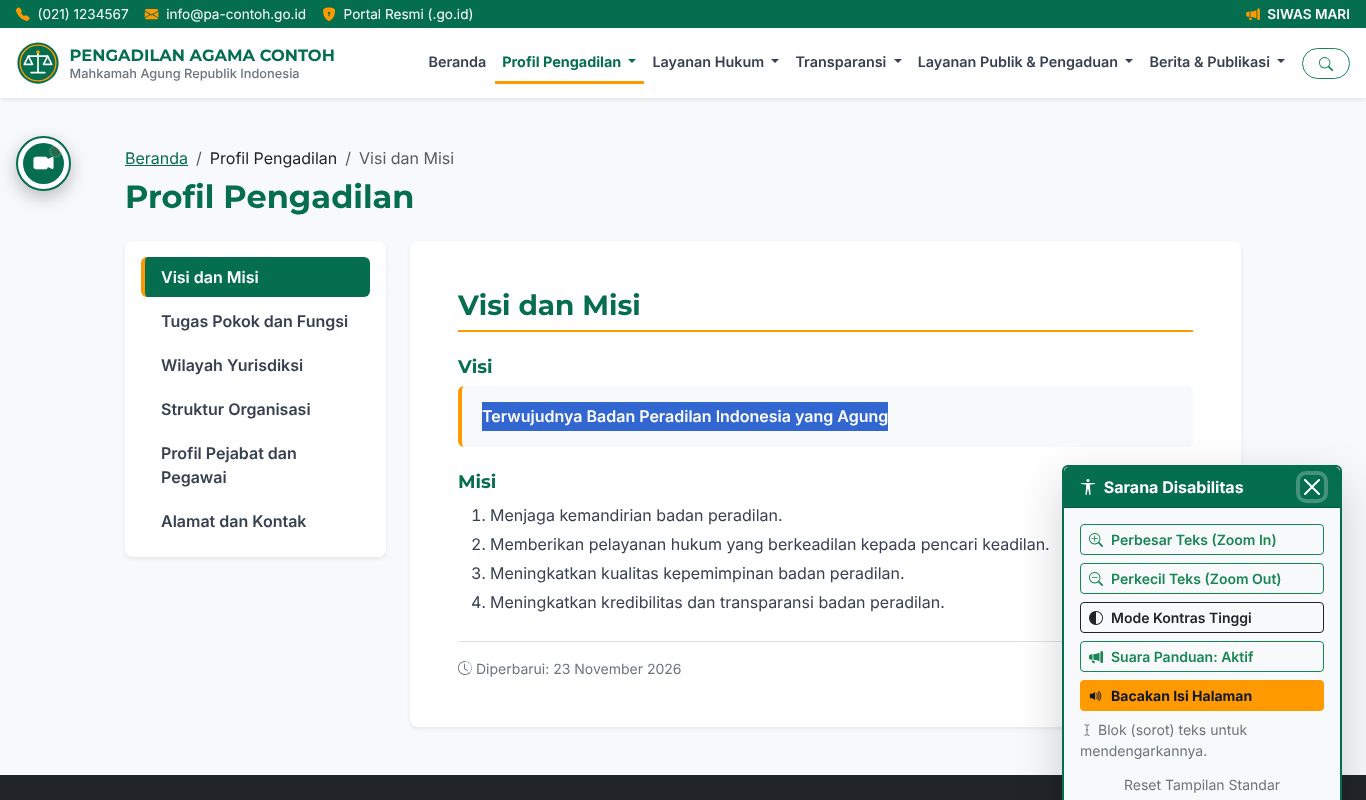 (021) 1234567 info@pa-contoh.go.id Portal Resmi (.go.id) SIWAS MARI
PENGADILAN AGAMA CONTOH
Mahkamah Agung Republik Indonesia
Beranda Profil Pengadilan Layanan Hukum Transparansi Layanan Publik & Pengaduan Berita & Publikasi
Beranda / Profil Pengadilan / Visi dan Misi
Profil Pengadilan
Visi dan Misi
Tugas Pokok dan Fungsi
Wilayah Yurisdiksi
Struktur Organisasi
Profil Pejabat dan
Pegawai
Alamat dan Kontak
Visi dan Misi
Visi
Terwujudnya Badan Peradilan Indonesia yang Agung
Misi
1. Menjaga kemandirian badan peradilan.
2. Memberikan pelayanan hukum yang berkeadilan kepada pencari keadilan.
3. Meningkatkan kualitas kepemimpinan badan peradilan.
4. Meningkatkan kredibilitas dan transparansi badan peradilan.
Diperbarui: 23 November 2026
Sarana Disabilitas
Perbesar Teks (Zoom In)
Perkecil Teks (Zoom Out)
Mode Kontras Tinggi
Suara Panduan: Aktif
Bacakan Isi Halaman
Blok (sorot) teks untuk
mendengarkannya.
Reset Tampilan Standar